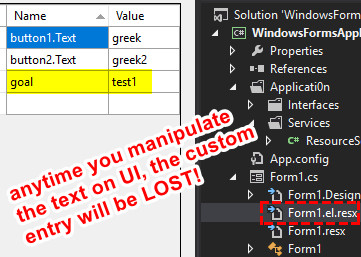 Name Value
button1.Text greek
button2.Text greek2
goal test1
anytime you manipulate
the text on UI, the custom
entry will be LOST!
Solution 'WindowsForms
WindowsFormsAppl
Properties
References
Applicati0n
Interfaces
Services
ResourceS
App.config
Form1.cs
Form1.Design
Form1.el.resx
Form1.resx
Form1